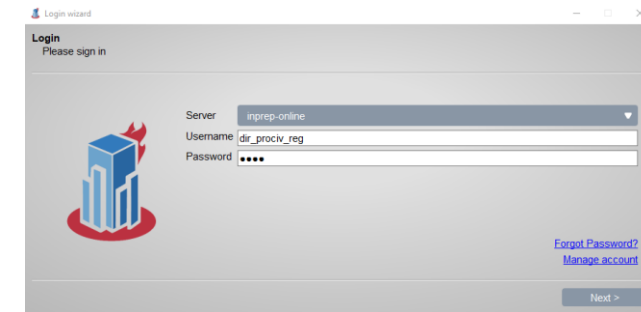 Login wizard
Login
Please sign in
Server inprep-online
Username dir_prociv_reg
Password ●●●●
Forgot Password?
Manage account
Next >